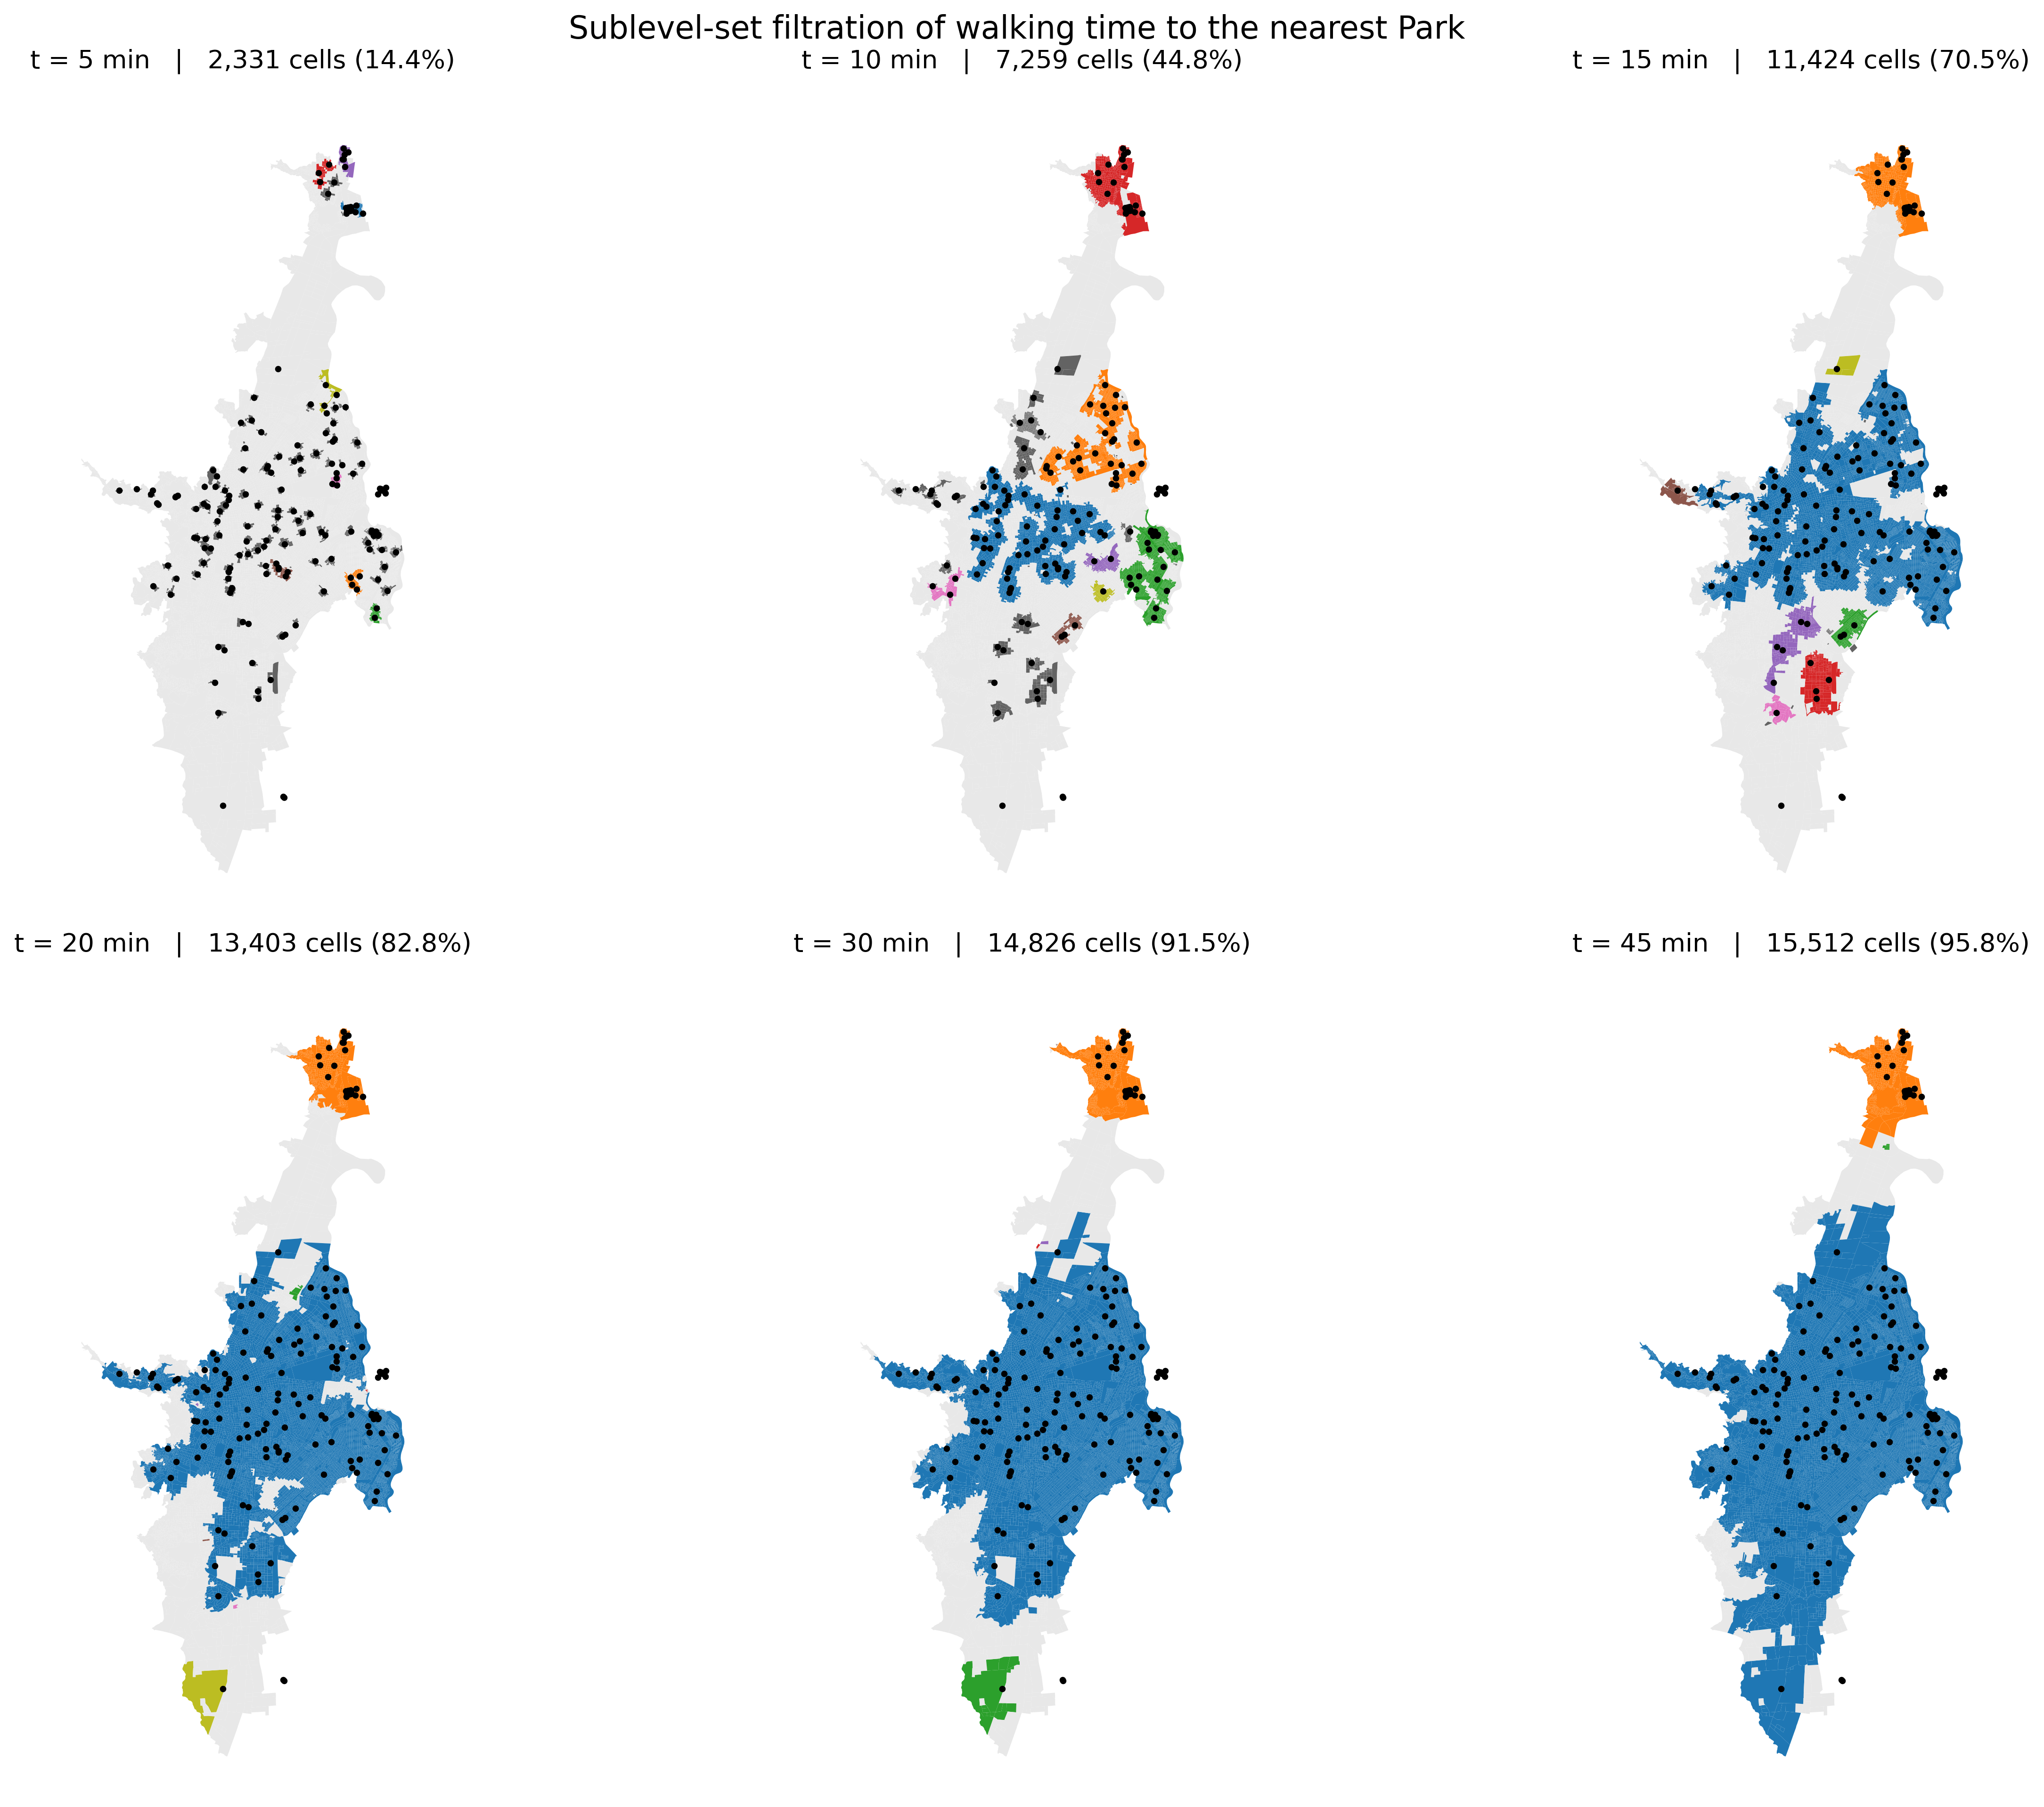 Sublevel-set filtration of walking time to the nearest Park
t = 5 min | 2,331 cells (14.4%)
t = 10 min | 7,259 cells (44.8%)
t = 15 min | 11,424 cells (70.5%)
t = 20 min | 13,403 cells (82.8%)
t = 30 min | 14,826 cells (91.5%)
t = 45 min | 15,512 cells (95.8%)